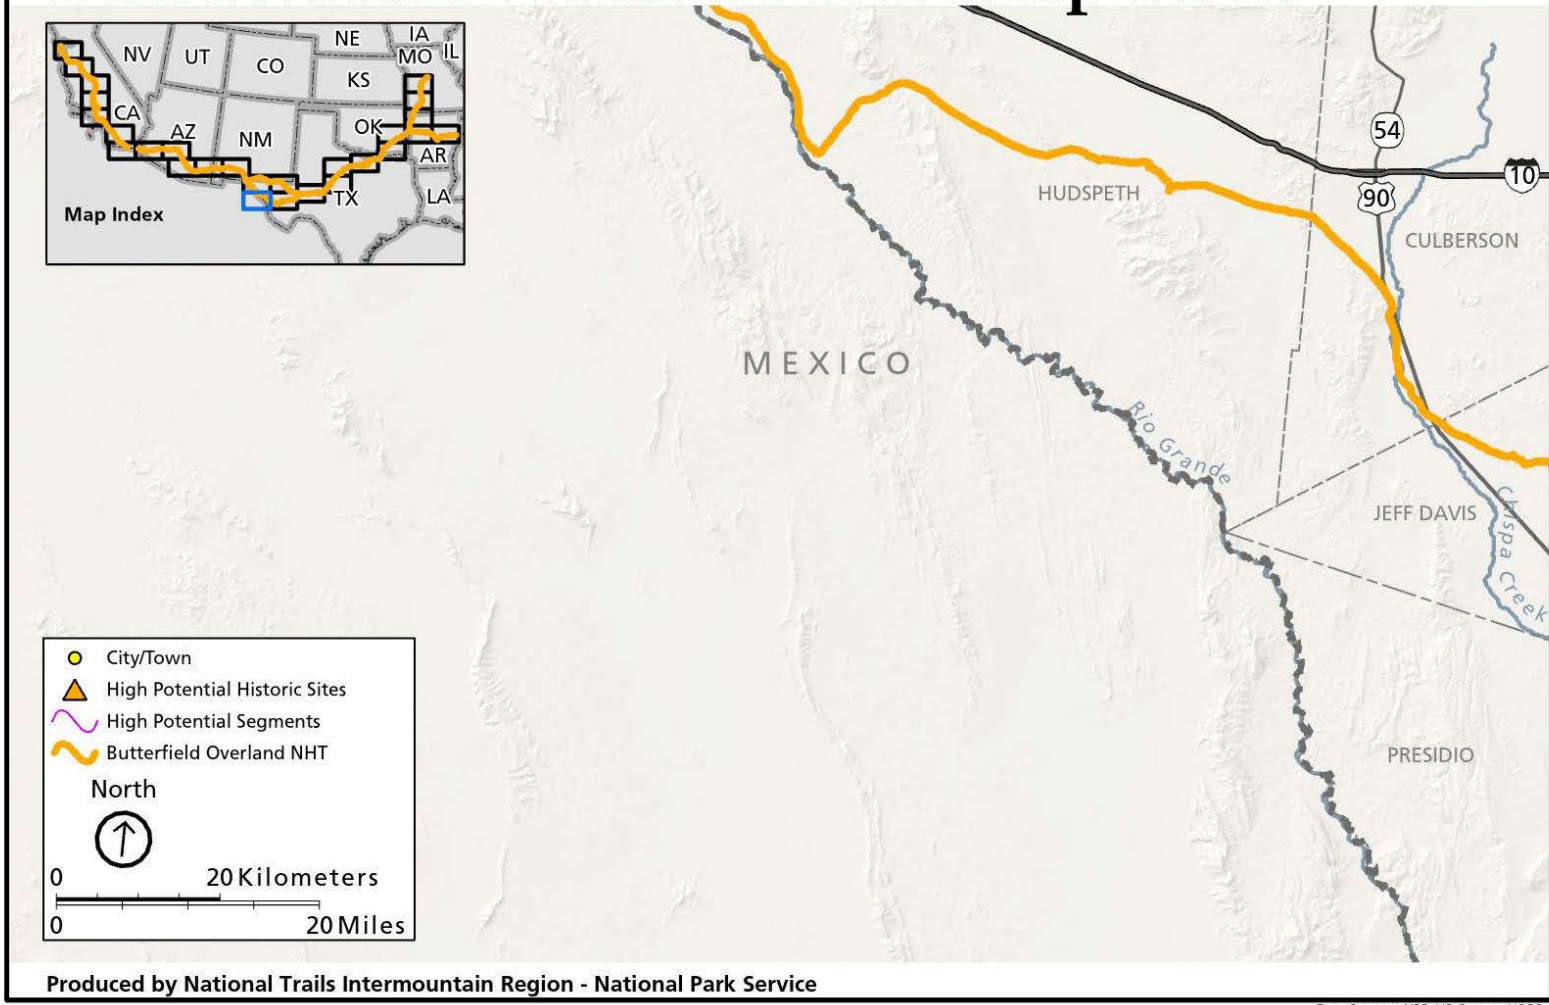 NV
UT
CO
NE
IA
MO
IL
KS
CA
AZ
NM
OK
AR
TX
LA
Map Index
54
10
90
HUDSPETH
CULBERSON
MEXICO
Rio Grande
JEFF DAVIS
Chispa Creek
PRESIDIO
City/Town
High Potential Historic Sites
High Potential Segments
Butterfield Overland NHT
North
0 20 Kilometers
0 20 Miles
Produced by National Trails Intermountain Region - National Park Service